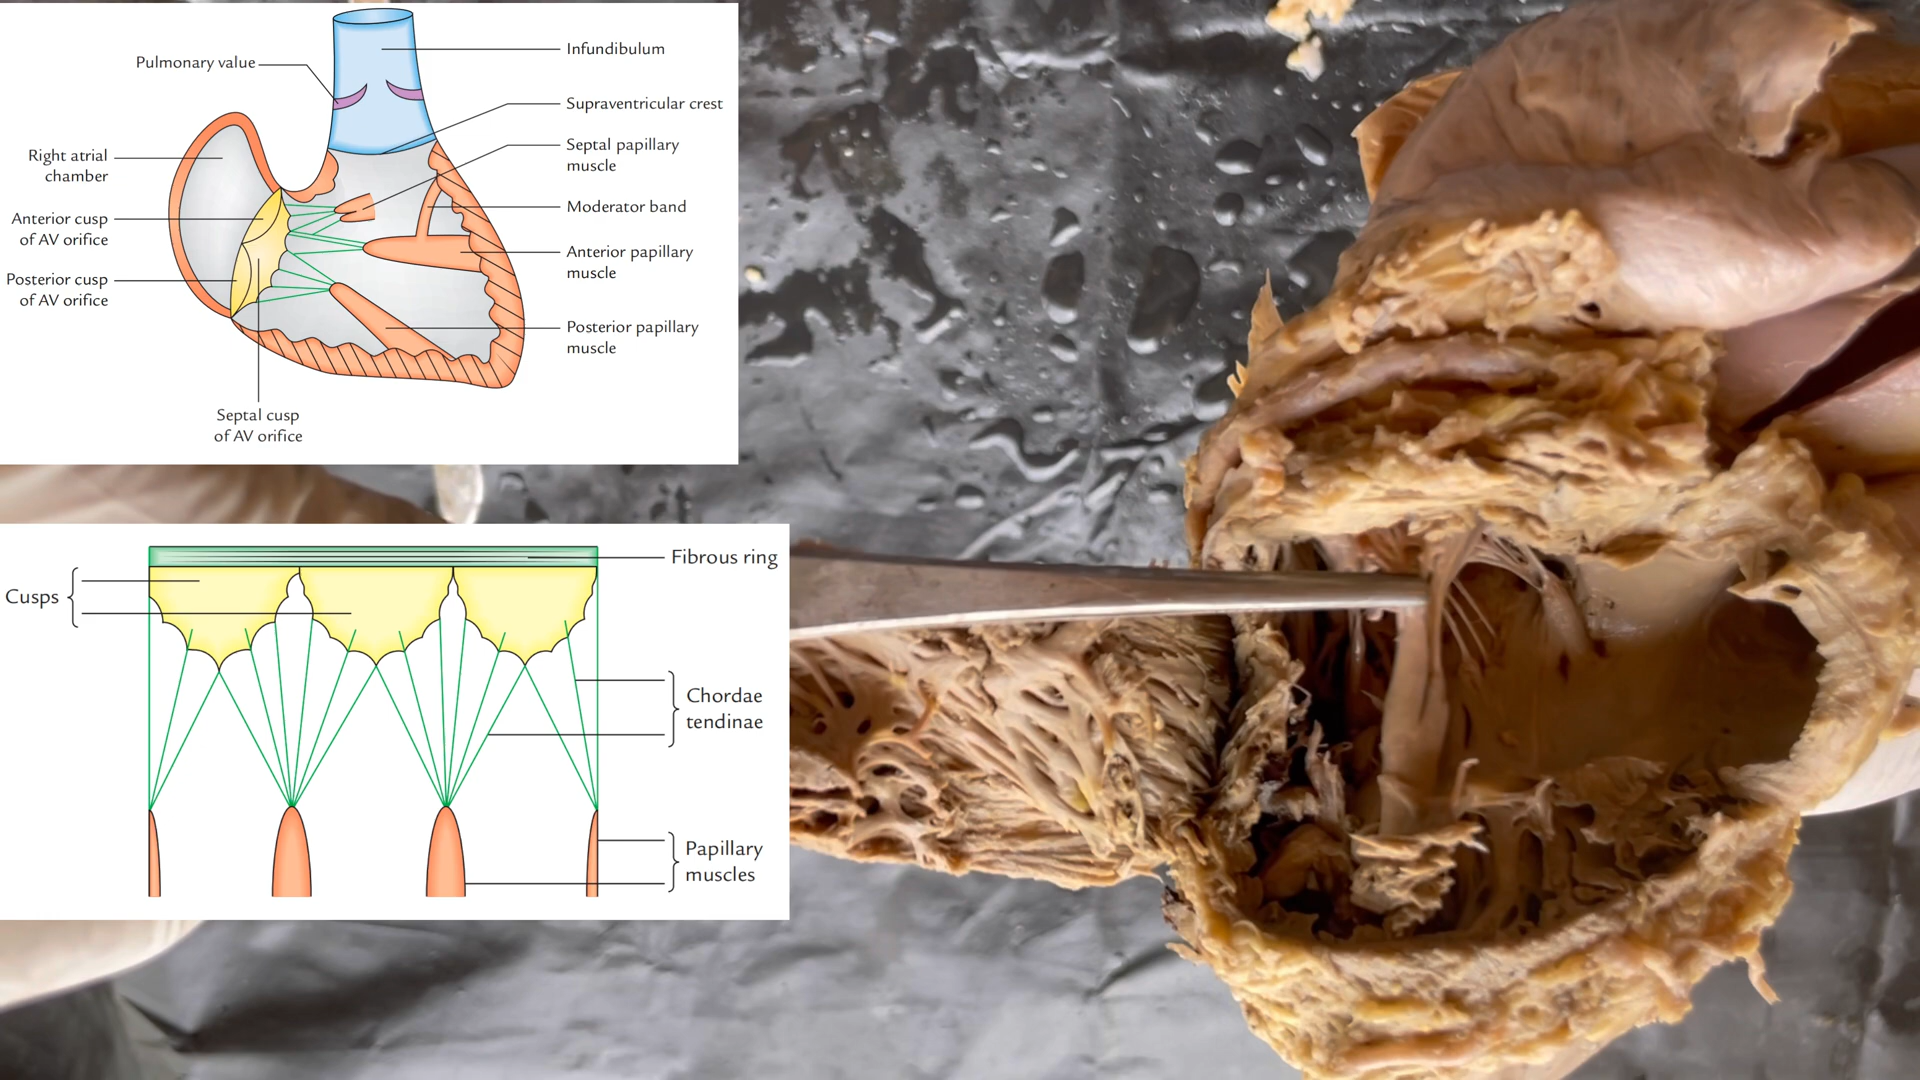 Pulmonary value
Infundibulum
Supraventricular crest
Septal papillary
muscle
Right atrial
chamber
Moderator band
Anterior cusp
of AV orifice
Anterior papillary
muscle
Posterior cusp
of AV orifice
Posterior papillary
muscle
Septal cusp
of AV orifice
Fibrous ring
Cusps
Chordae
tendinae
Papillary
muscles